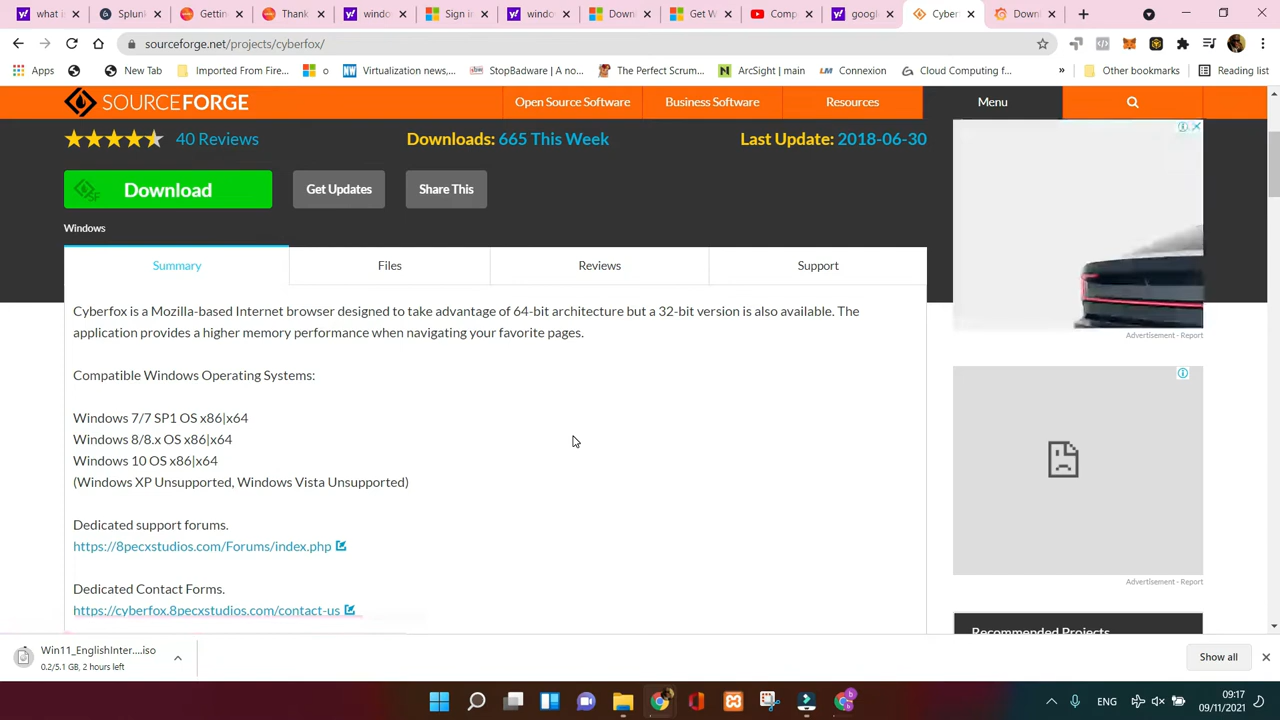 what is
Splunk
Gettin
Thank
windo
Sign in
windo
Down
Get W
Comp
google
Cyber
Down
sourceforge.net/projects/cyberfox/
Apps
New Tab
Imported From Fire...
o
Virtualization news,...
StopBadware | A no...
The Perfect Scrum...
ArcSight | main
Connexion
Cloud Computing f...
»
Other bookmarks
Reading list
SOURCEFORGE
Open Source Software
Business Software
Resources
Menu
40 Reviews
Downloads: 665 This Week
Last Update: 2018-06-30
Download
Get Updates
Share This
Windows
Summary
Files
Reviews
Support
Cyberfox is a Mozilla-based Internet browser designed to take advantage of 64-bit architecture but a 32-bit version is also available. The
application provides a higher memory performance when navigating your favorite pages.
Compatible Windows Operating Systems:
Windows 7/7 SP1 OS x86|x64
Windows 8/8.x OS x86|x64
Windows 10 OS x86|x64
(Windows XP Unsupported, Windows Vista Unsupported)
Dedicated support forums.
https://8pecxstudios.com/Forums/index.php
Dedicated Contact Forms.
https://cyberfox.8pecxstudios.com/contact-us
Advertisement - Report
Advertisement - Report
Recommended Projects
Win11_EnglishInter....iso
0.2/5.1 GB, 2 hours left
Show all
ENG
09:17
09/11/2021